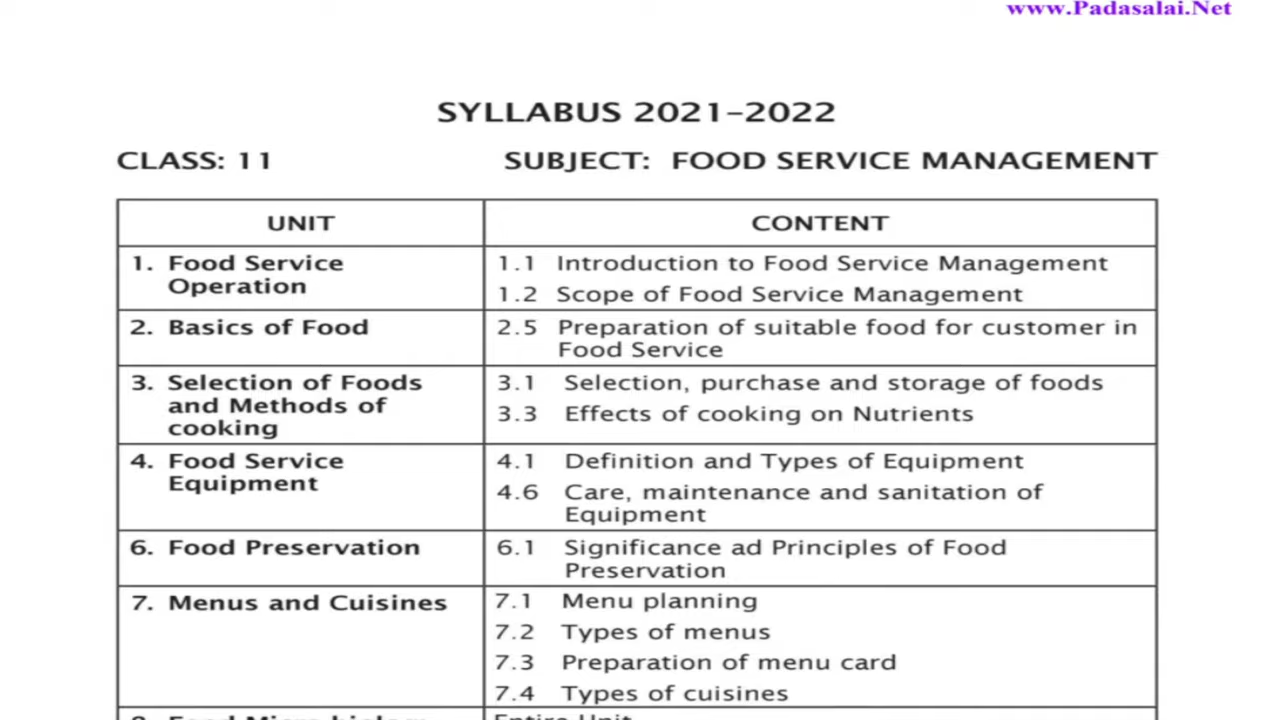 www.Padasalai.Net
SYLLABUS 2021–2022
CLASS: 11 SUBJECT: FOOD SERVICE MANAGEMENT
UNIT CONTENT
1. Food Service
Operation
1.1 Introduction to Food Service Management
1.2 Scope of Food Service Management
2. Basics of Food
2.5 Preparation of suitable food for customer in
Food Service
3. Selection of Foods
and Methods of
cooking
3.1 Selection, purchase and storage of foods
3.3 Effects of cooking on Nutrients
4. Food Service
Equipment
4.1 Definition and Types of Equipment
4.6 Care, maintenance and sanitation of
Equipment
6. Food Preservation
6.1 Significance ad Principles of Food
Preservation
7. Menus and Cuisines
7.1 Menu planning
7.2 Types of menus
7.3 Preparation of menu card
7.4 Types of cuisines
8. Food Micro biology
Entire Unit